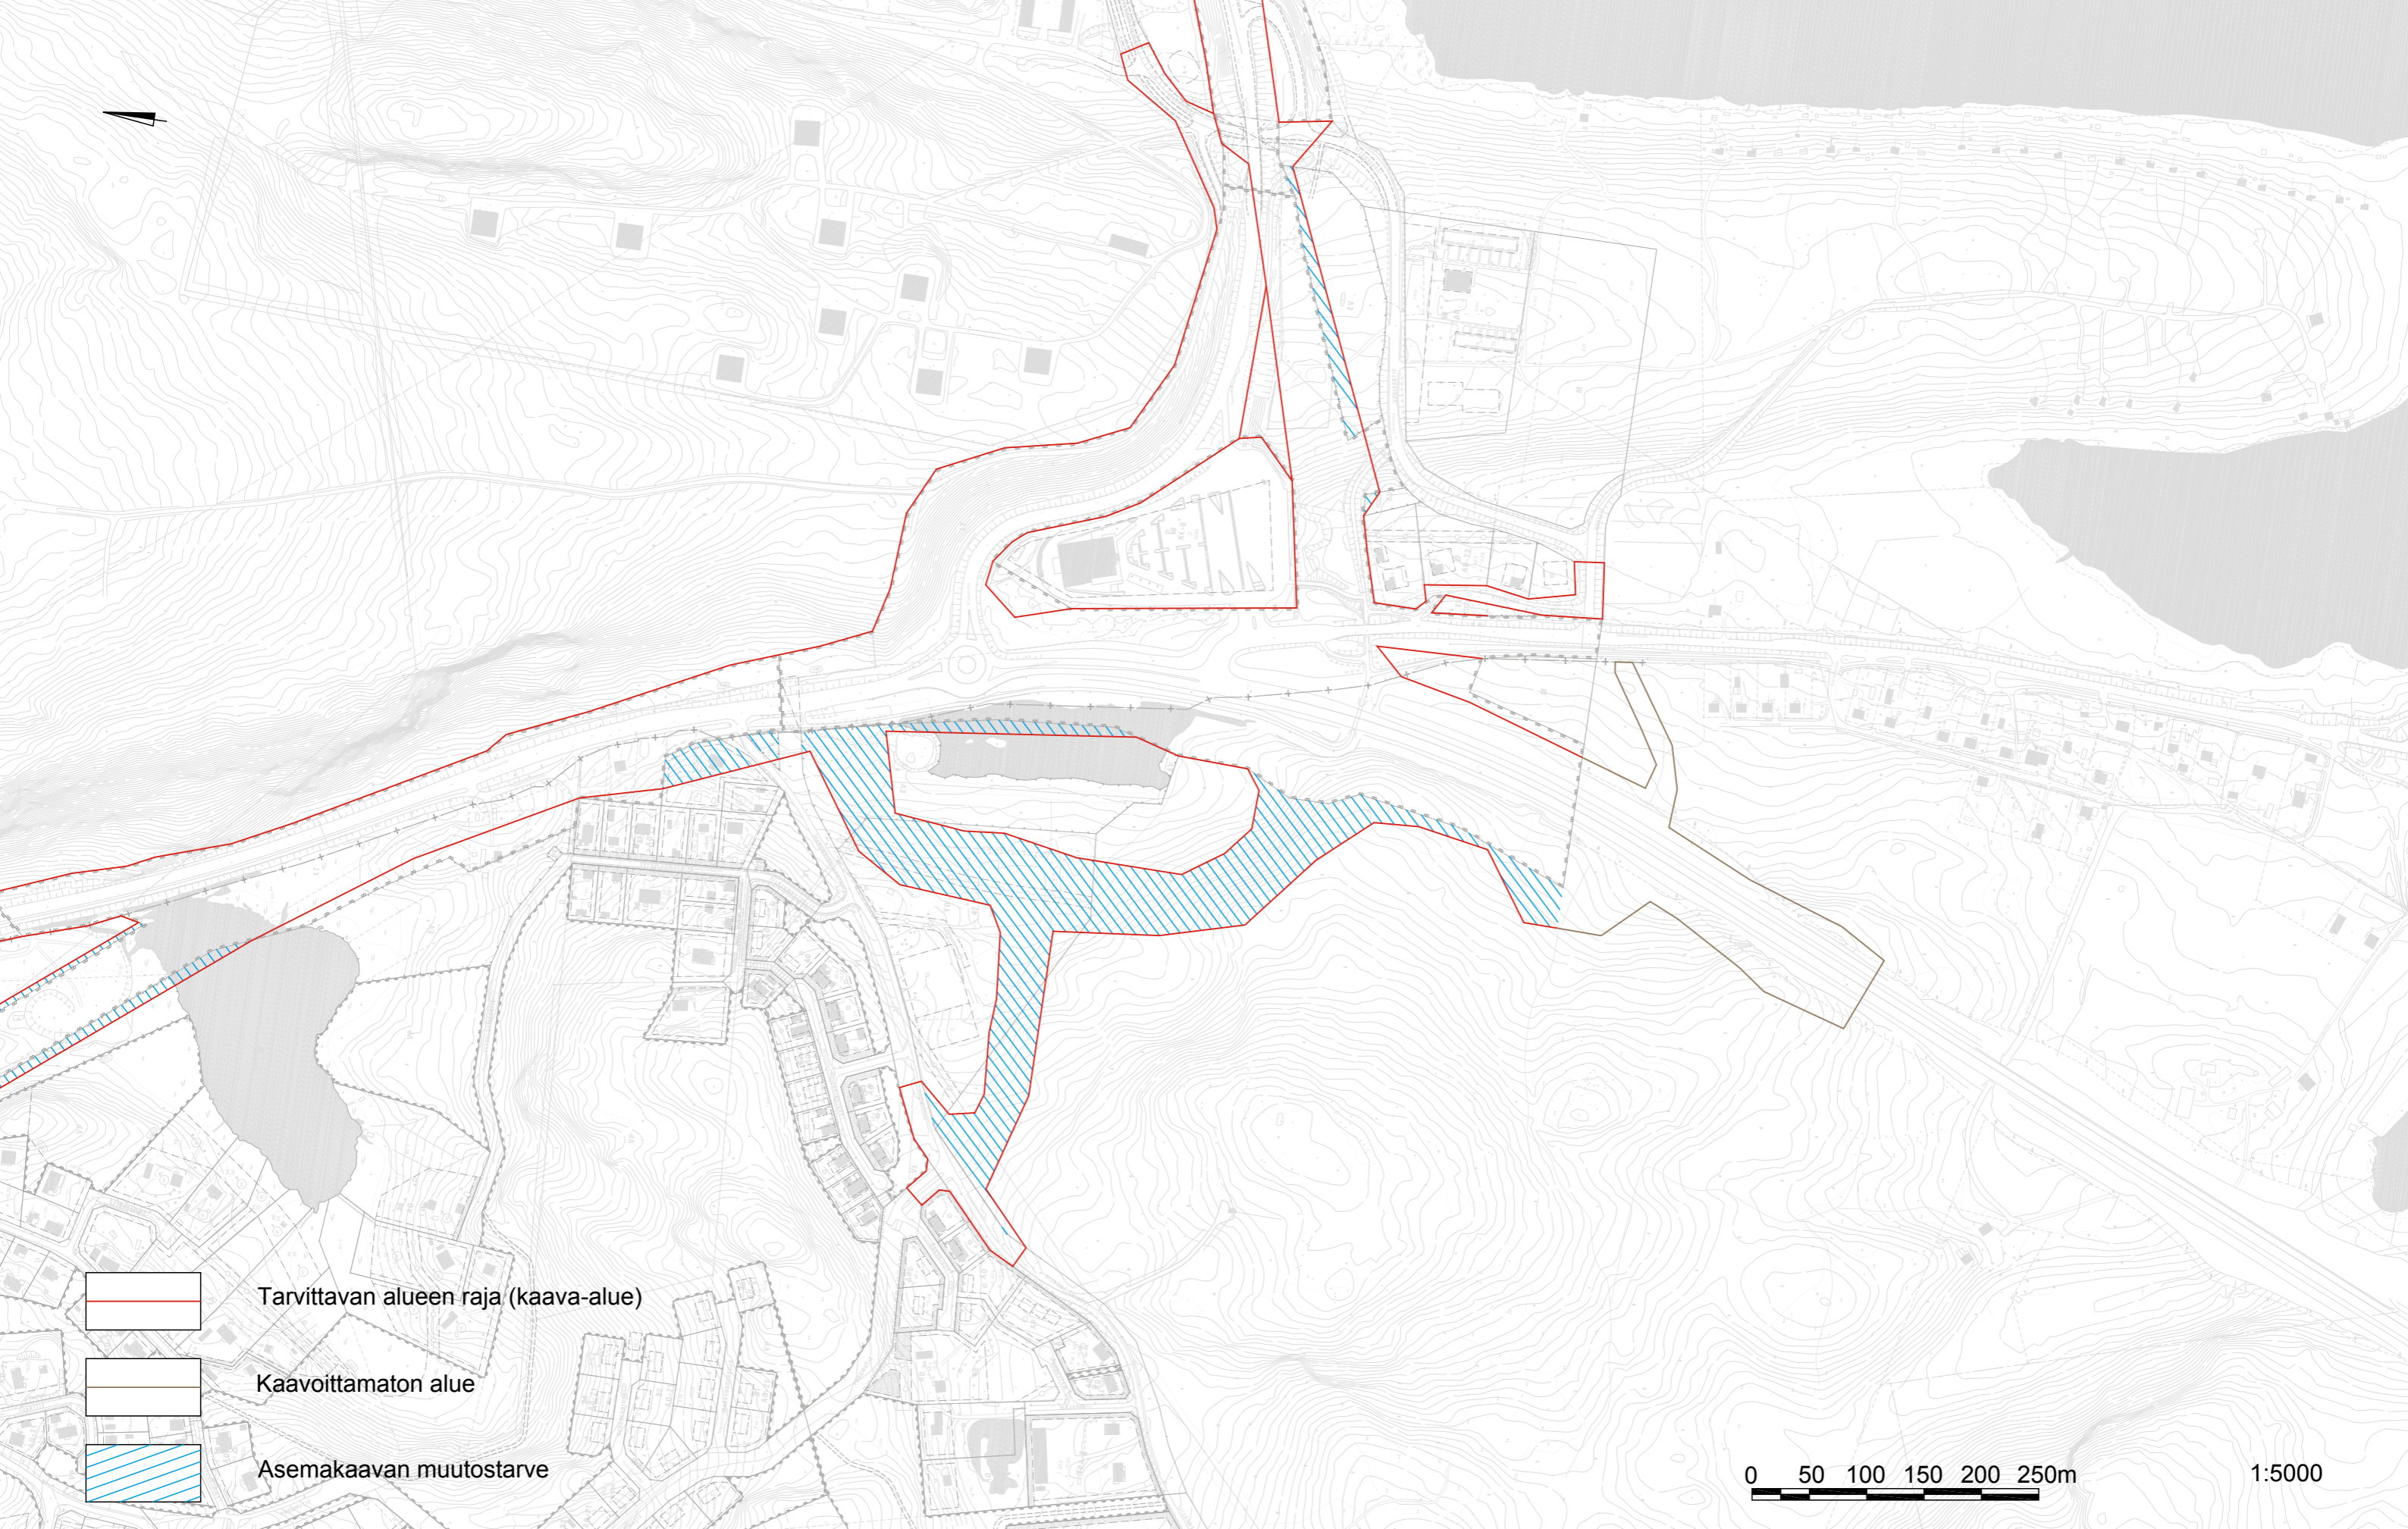 Tarvittavan alueen raja (kaava-alue)
Kaavoittamaton alue
Asemakaavan muutostarve
0 50 100 150 200 250m
1:5000